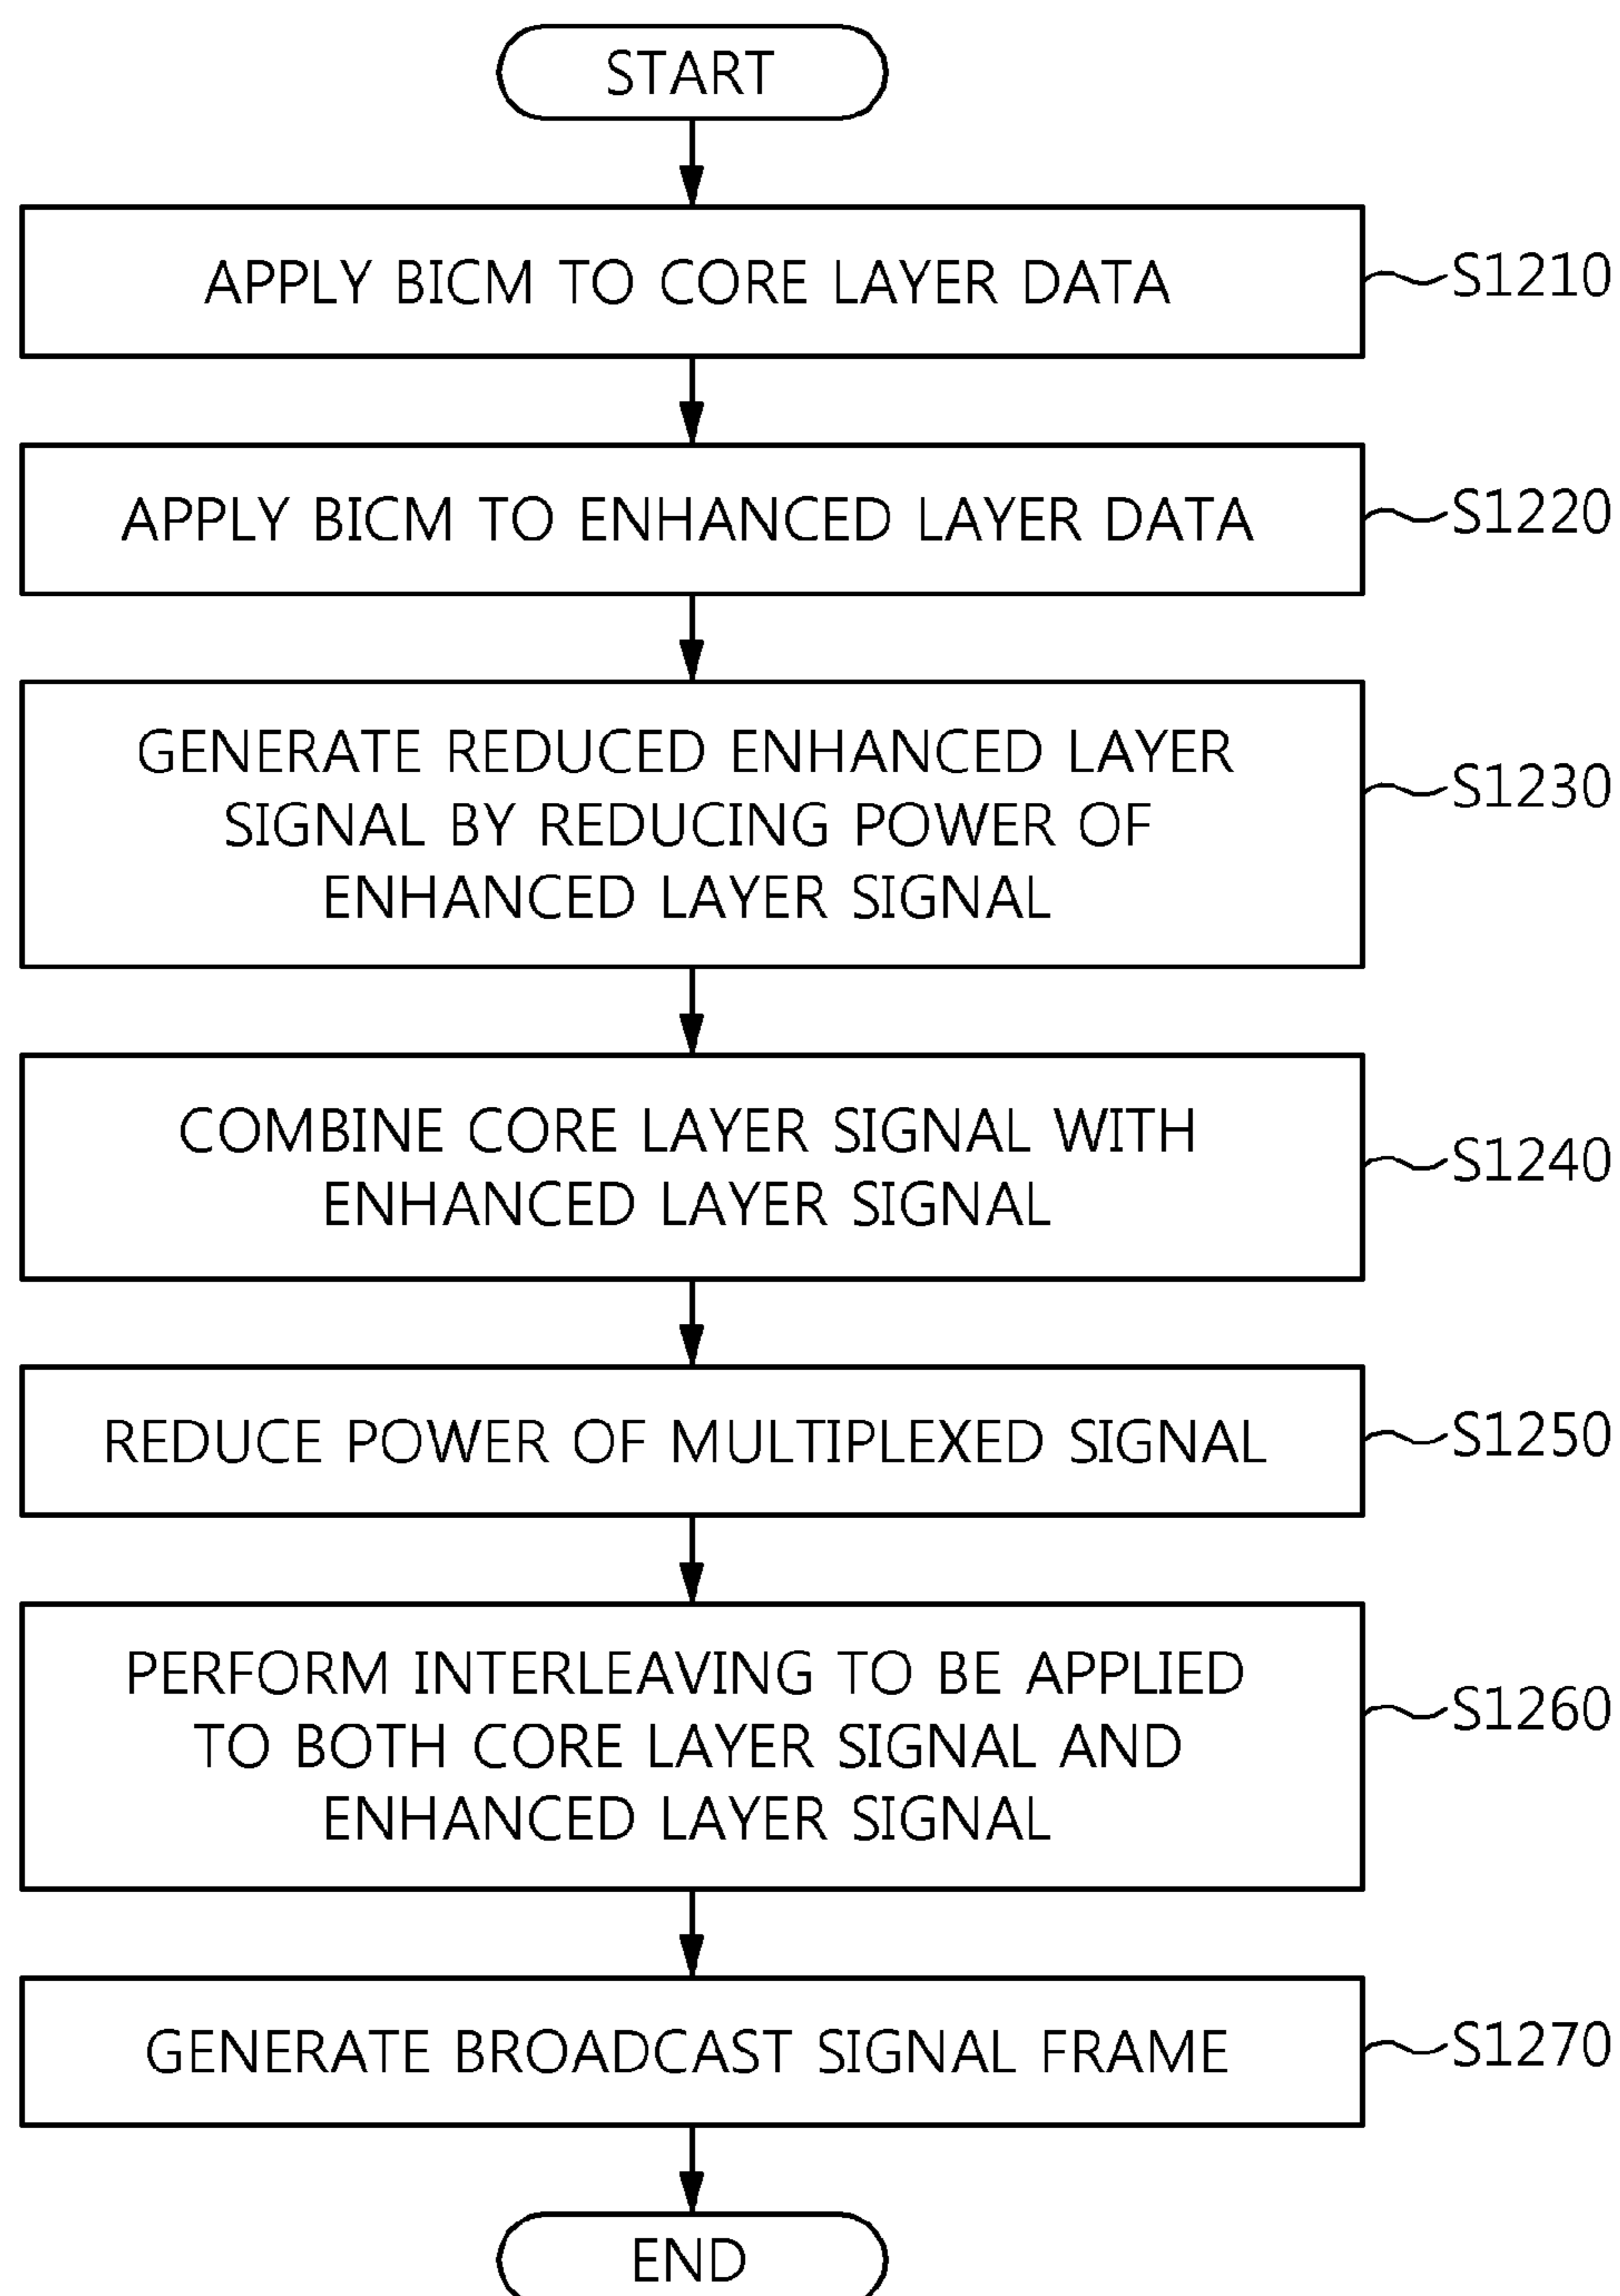 START
APPLY BICM TO CORE LAYER DATA
S1210
APPLY BICM TO ENHANCED LAYER DATA
S1220
GENERATE REDUCED ENHANCED LAYER
SIGNAL BY REDUCING POWER OF
ENHANCED LAYER SIGNAL
S1230
COMBINE CORE LAYER SIGNAL WITH
ENHANCED LAYER SIGNAL
S1240
REDUCE POWER OF MULTIPLEXED SIGNAL
S1250
PERFORM INTERLEAVING TO BE APPLIED
TO BOTH CORE LAYER SIGNAL AND
ENHANCED LAYER SIGNAL
S1260
GENERATE BROADCAST SIGNAL FRAME
S1270
END